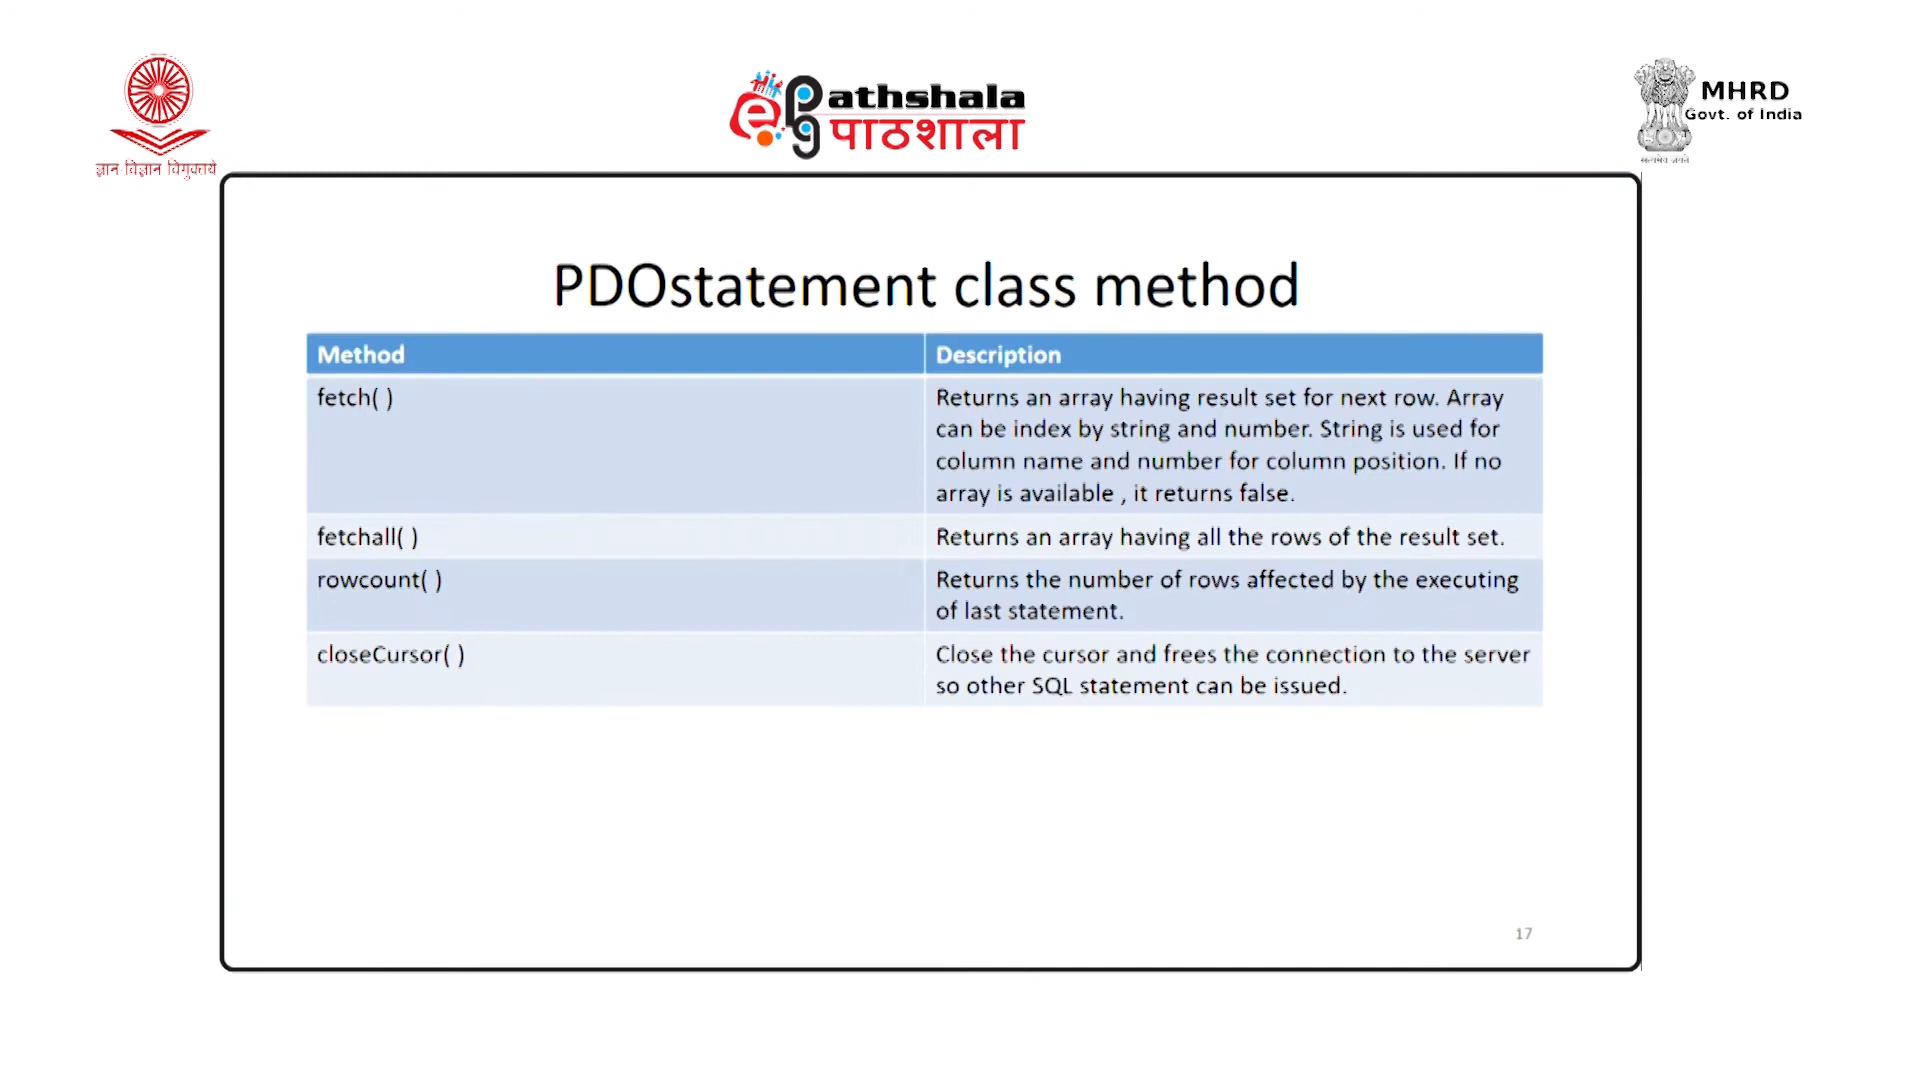 ज्ञान-विज्ञान विमुक्तये
e pg athshala
पाठशाला
MHRD
Govt. of India
सत्यमेव जयते
PDOstatement class method
Method Description
fetch( ) Returns an array having result set for next row. Array
can be index by string and number. String is used for
column name and number for column position. If no
array is available , it returns false.
fetchall( ) Returns an array having all the rows of the result set.
rowcount( ) Returns the number of rows affected by the executing
of last statement.
closeCursor( ) Close the cursor and frees the connection to the server
so other SQL statement can be issued.
17